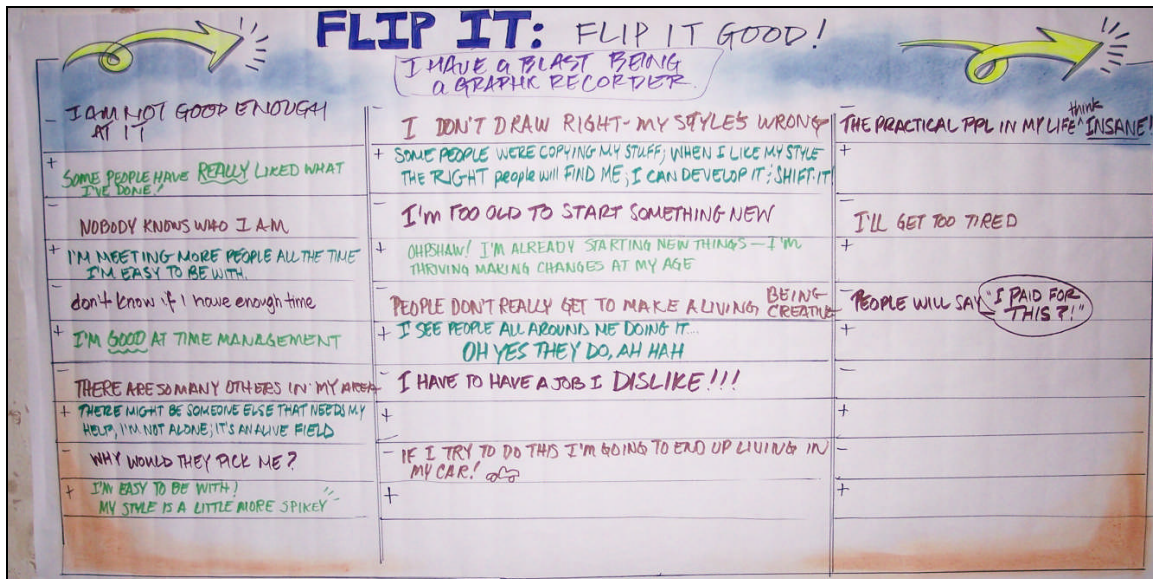 FLIP IT: FLIP IT GOOD!
I HAVE A BLAST BEING
A GRAPHIC RECORDER.
- I AM NOT GOOD ENOUGH
AT IT
+
SOME PEOPLE HAVE REALLY LIKED WHAT
I'VE DONE!
-
NOBODY KNOWS WHO I AM
+ I'M MEETING MORE PEOPLE ALL THE TIME
I'M EASY TO BE WITH.
-
don't know if I have enough time
+
I'M GOOD AT TIME MANAGEMENT
-
THERE ARE SO MANY OTHERS IN MY AREA
+ THERE MIGHT BE SOMEONE ELSE THAT NEEDS MY
HELP, I'M NOT ALONE; IT'S AN ALIVE FIELD
-
WHY WOULD THEY PICK ME?
+ I'M EASY TO BE WITH!
MY STYLE IS A LITTLE MORE SPIKEY
-
I DON'T DRAW RIGHT - MY STYLE'S WRONG
+ SOME PEOPLE WERE COPYING MY STUFF; WHEN I LIKE MY STYLE
THE RIGHT people will FIND ME; I CAN DEVELOP IT; SHIFT IT!
-
I'm TOO OLD TO START SOMETHING NEW
+ OHPSHAW! I'M ALREADY STARTING NEW THINGS — I'M
THRIVING MAKING CHANGES AT MY AGE
-
PEOPLE DON'T REALLY GET TO MAKE A LIVING BEING
CREATIVE
+ I SEE PEOPLE ALL AROUND ME DOING IT...
OH YES THEY DO, AH HAH
-
I HAVE TO HAVE A JOB I DISLIKE!!!
+
- IF I TRY TO DO THIS I'M GOING TO END UP LIVING IN
MY CAR!
+
-
THE PRACTICAL PPL IN MY LIFE ^think INSANE!
+
-
I'LL GET TOO TIRED
+
-
PEOPLE WILL SAY "I PAID FOR
THIS?!"
+
-
+
-
+